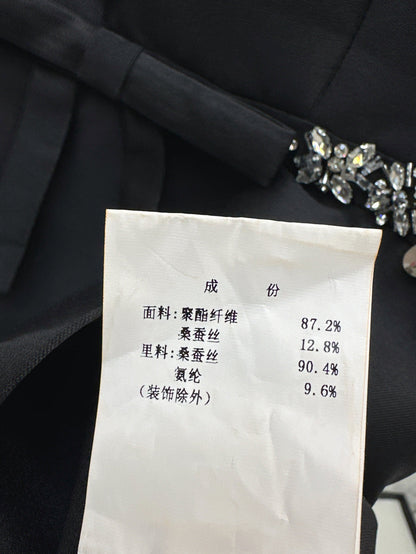 成 份
面料:聚酯纤维 87.2%
桑蚕丝 12.8%
里料:桑蚕丝 90.4%
氨纶 9.6%
(装饰除外)